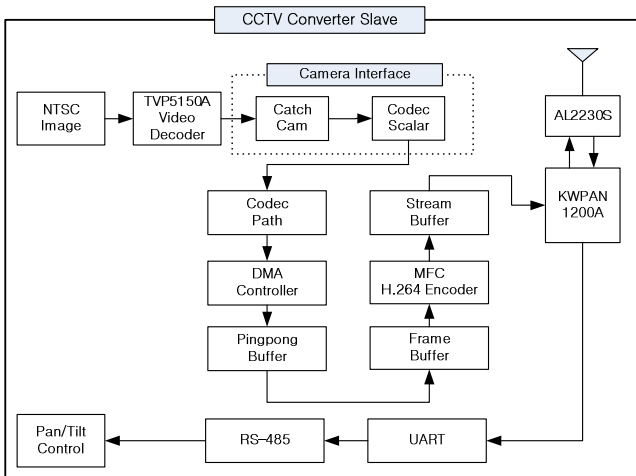 CCTV Converter Slave
Camera Interface
NTSC
Image
TVP5150A
Video
Decoder
Catch
Cam
Codec
Scalar
AL2230S
Codec
Path
Stream
Buffer
KWPAN
1200A
DMA
Controller
MFC
H.264 Encoder
Pingpong
Buffer
Frame
Buffer
Pan/Tilt
Control
RS-485
UART